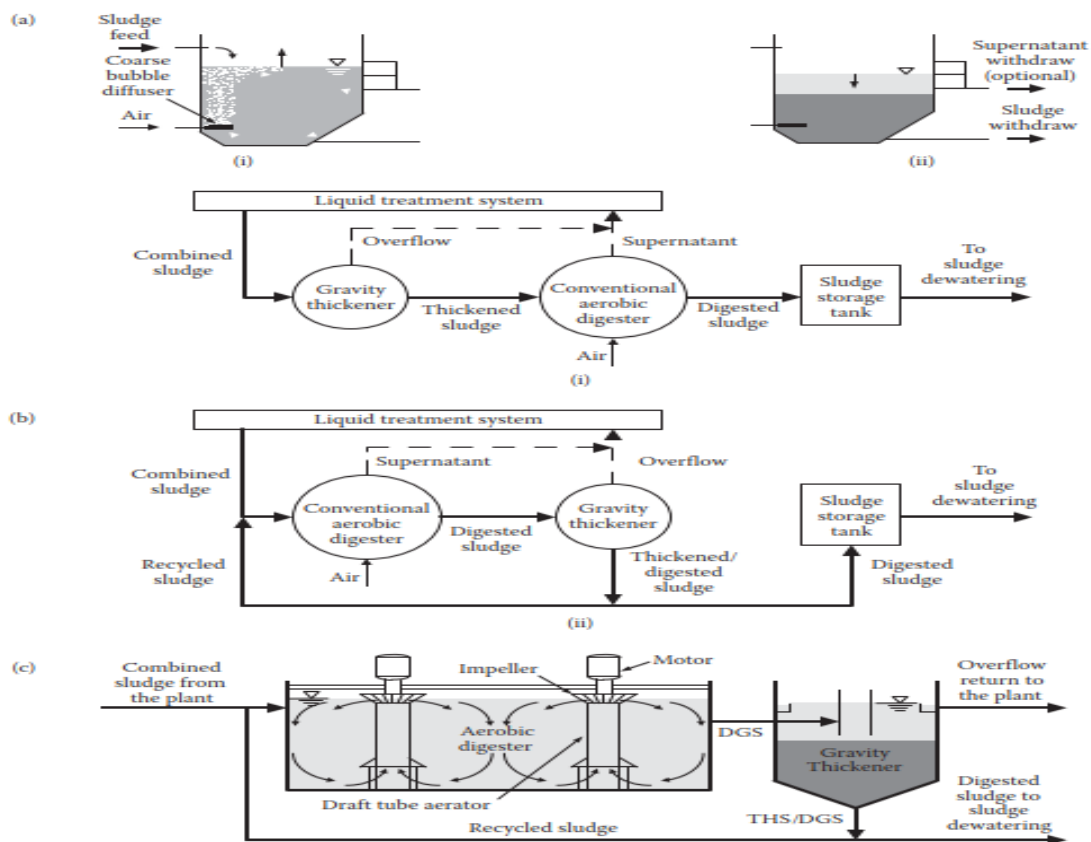 (a)
Sludge
feed
Coarse
bubble
diffuser
Air
(i)
Supernatant
withdraw
(optional)
Sludge
withdraw
(ii)
Liquid treatment system
Combined
sludge
Overflow
Gravity
thickener
Thickened
sludge
Supernatant
Conventional
aerobic
digester
Air
Digested
sludge
Sludge
storage
tank
To
sludge
dewatering
(i)
(b)
Liquid treatment system
Combined
sludge
Recycled
sludge
Supernatant
Conventional
aerobic
digester
Air
Digested
sludge
Overflow
Gravity
thickener
Thickened/
digested
sludge
Sludge
storage
tank
To
sludge
dewatering
Digested
sludge
(ii)
(c)
Combined
sludge from
the plant
Impeller
Motor
Aerobic
digester
Draft tube aerator
DGS
Gravity
Thickener
Overflow
return to
the plant
THS/DGS
Recycled sludge
Digested
sludge to
sludge
dewatering